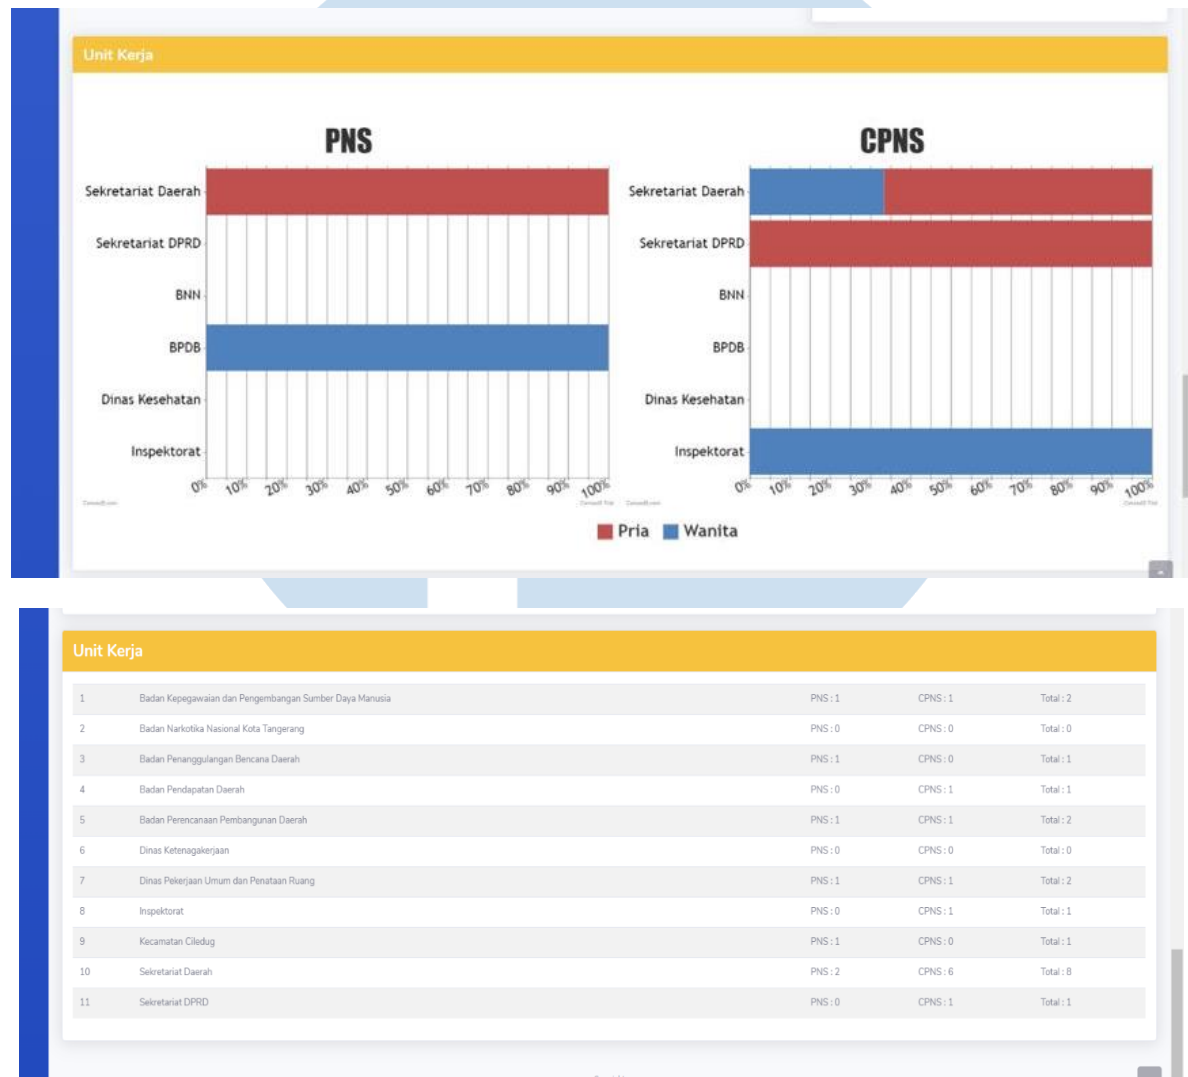 Unit Kerja
PNS
Sekretariat Daerah
Sekretariat DPRD
BNN
BPDB
Dinas Kesehatan
Inspektorat
0% 10% 20% 30% 40% 50% 60% 70% 80% 90% 100%
CPNS
Sekretariat Daerah
Sekretariat DPRD
BNN
BPDB
Dinas Kesehatan
Inspektorat
0% 10% 20% 30% 40% 50% 60% 70% 80% 90% 100%
Pria Wanita
Unit Kerja
1 Badan Kepegawaian dan Pengembangan Sumber Daya Manusia PNS : 1 CPNS : 1 Total : 2
2 Badan Narkotika Nasional Kota Tangerang PNS : 0 CPNS : 0 Total : 0
3 Badan Penanggulangan Bencana Daerah PNS : 1 CPNS : 0 Total : 1
4 Badan Pendapatan Daerah PNS : 0 CPNS : 1 Total : 1
5 Badan Perencanaan Pembangunan Daerah PNS : 1 CPNS : 1 Total : 2
6 Dinas Ketenagakerjaan PNS : 0 CPNS : 0 Total : 0
7 Dinas Pekerjaan Umum dan Penataan Ruang PNS : 1 CPNS : 1 Total : 2
8 Inspektorat PNS : 0 CPNS : 1 Total : 1
9 Kecamatan Ciledug PNS : 1 CPNS : 0 Total : 1
10 Sekretariat Daerah PNS : 2 CPNS : 6 Total : 8
11 Sekretariat DPRD PNS : 0 CPNS : 1 Total : 1